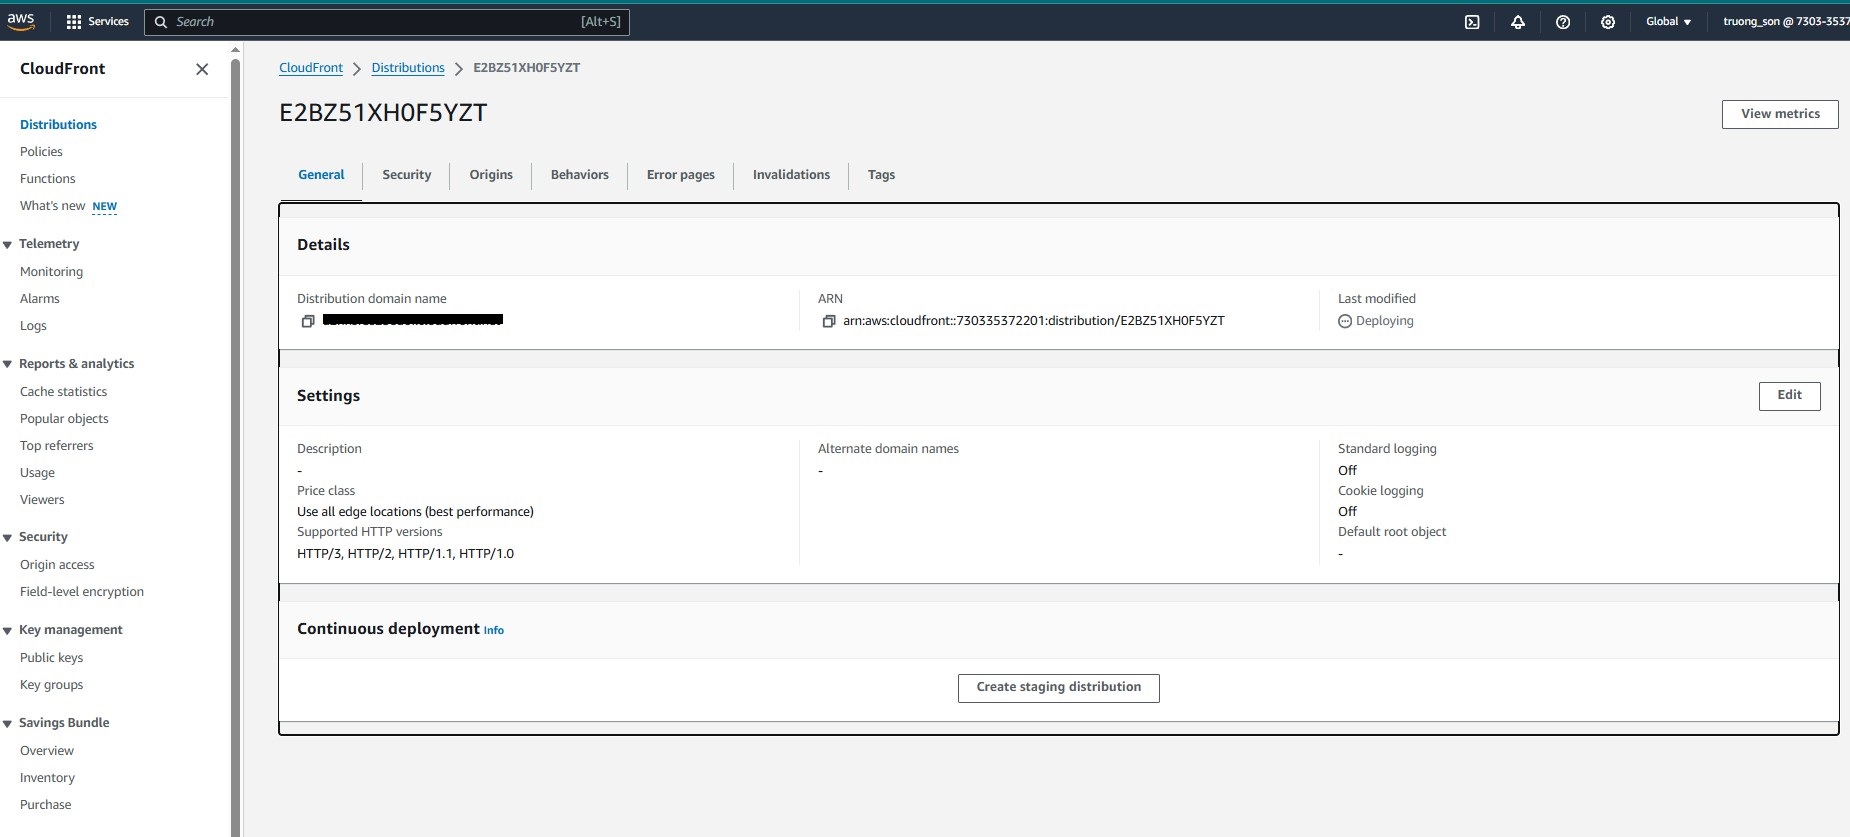 aws Services Search [Alt+S] Global truong_son @ 7303-3537
CloudFront
Distributions
Policies
Functions
What's new NEW
Telemetry
Monitoring
Alarms
Logs
Reports & analytics
Cache statistics
Popular objects
Top referrers
Usage
Viewers
Security
Origin access
Field-level encryption
Key management
Public keys
Key groups
Savings Bundle
Overview
Inventory
Purchase
CloudFront Distributions E2BZ51XH0F5YZT
E2BZ51XH0F5YZT
View metrics
General Security Origins Behaviors Error pages Invalidations Tags
Details
Distribution domain name
ARN
arn:aws:cloudfront::730335372201:distribution/E2BZ51XH0F5YZT
Last modified
Deploying
Settings
Edit
Description
-
Price class
Use all edge locations (best performance)
Supported HTTP versions
HTTP/3, HTTP/2, HTTP/1.1, HTTP/1.0
Alternate domain names
-
Standard logging
Off
Cookie logging
Off
Default root object
-
Continuous deployment Info
Create staging distribution